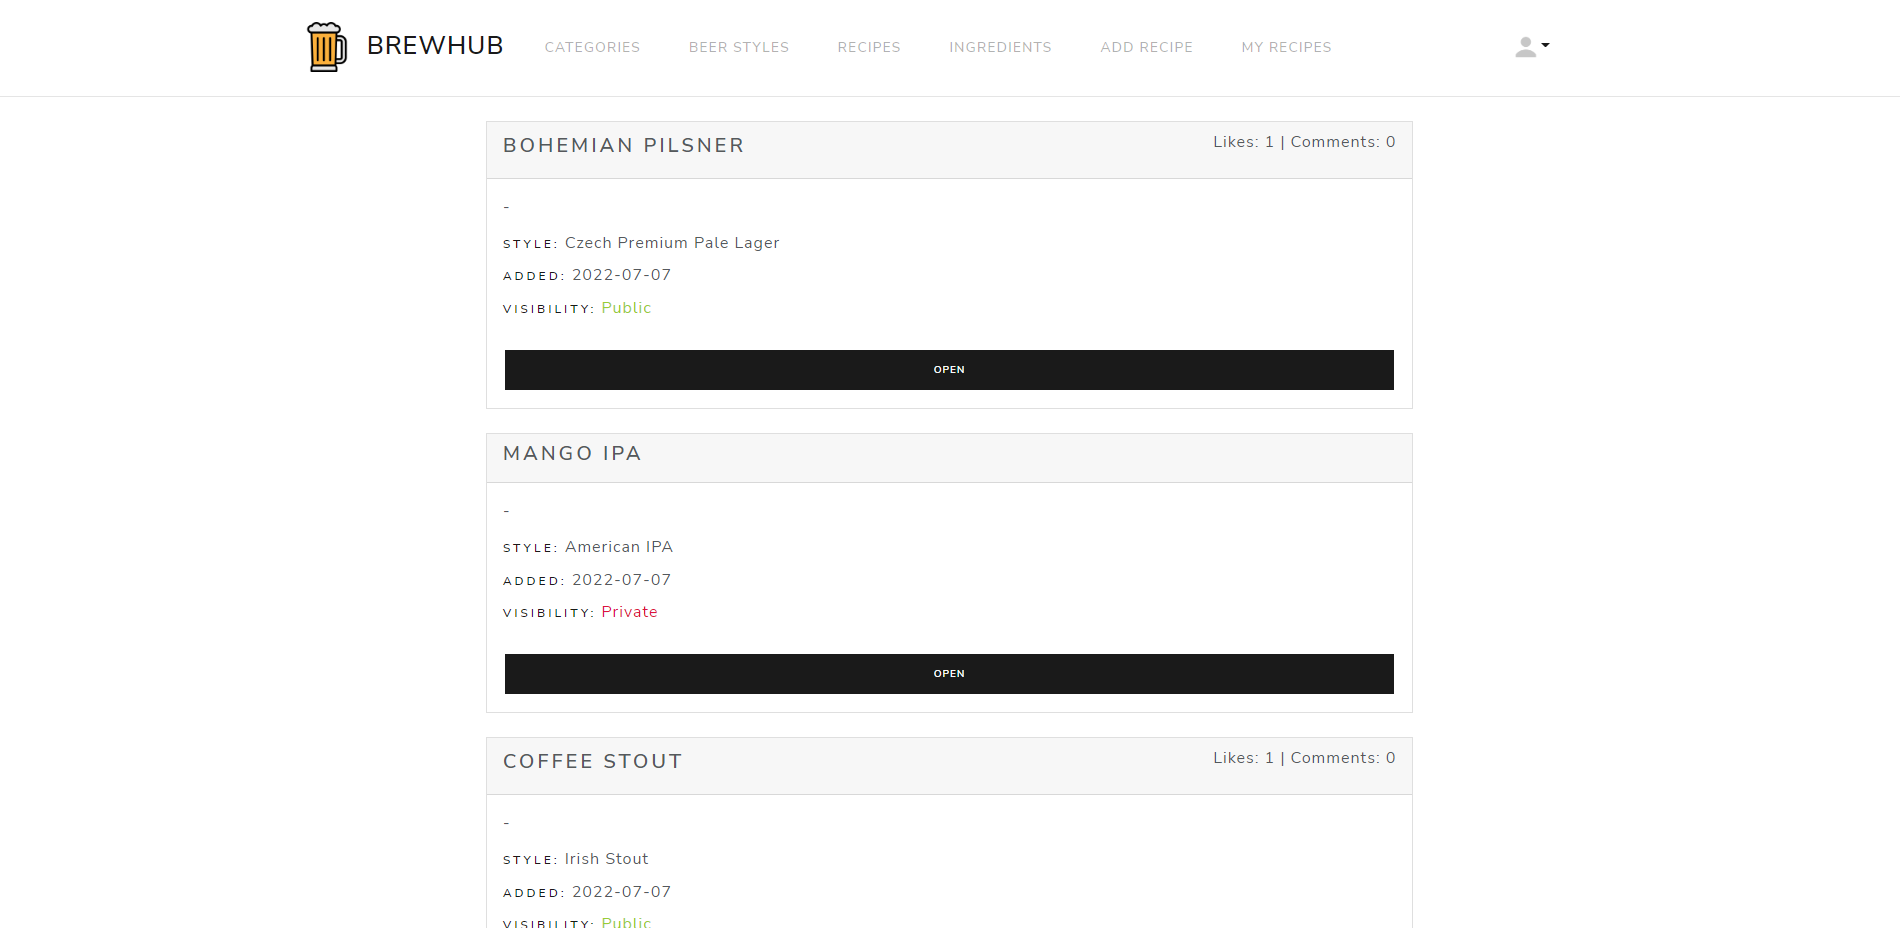 BREWHUB CATEGORIES BEER STYLES RECIPES INGREDIENTS ADD RECIPE MY RECIPES
BOHEMIAN PILSNER Likes: 1 | Comments: 0
-
STYLE: Czech Premium Pale Lager
ADDED: 2022-07-07
VISIBILITY: Public
OPEN
MANGO IPA
-
STYLE: American IPA
ADDED: 2022-07-07
VISIBILITY: Private
OPEN
COFFEE STOUT Likes: 1 | Comments: 0
-
STYLE: Irish Stout
ADDED: 2022-07-07
VISIBILITY: Public